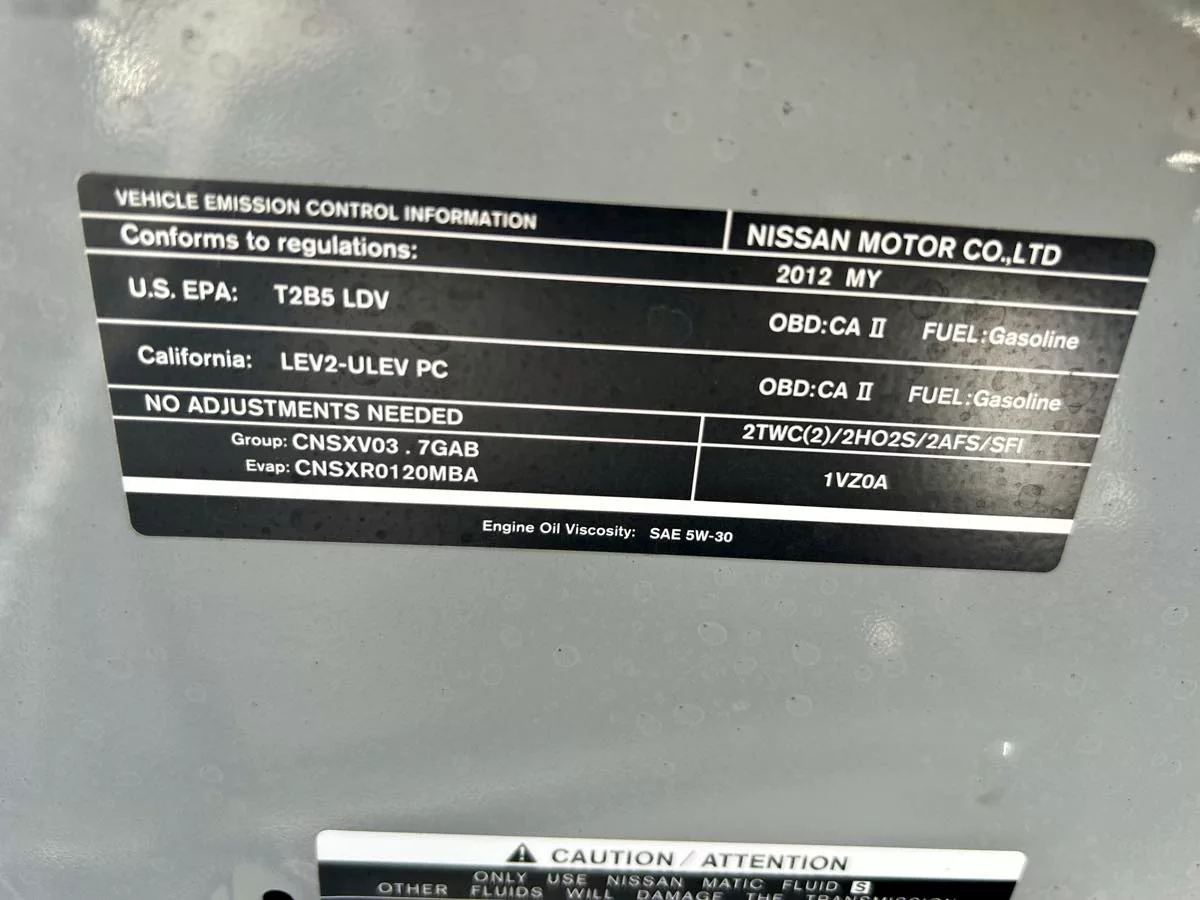 VEHICLE EMISSION CONTROL INFORMATION
NISSAN MOTOR CO.,LTD
Conforms to regulations:
2012 MY
U.S. EPA: T2B5 LDV OBD:CA II FUEL:Gasoline
California: LEV2-ULEV PC OBD:CA II FUEL:Gasoline
NO ADJUSTMENTS NEEDED
2TWC(2)/2HO2S/2AFS/SFI
Group: CNSXV03 . 7GAB
Evap: CNSXR0120MBA
1VZ0A
Engine Oil Viscosity: SAE 5W-30
⚠ CAUTION / ATTENTION
ONLY USE NISSAN MATIC FLUID S
OTHER FLUIDS WILL DAMAGE THE TRANSMISSION